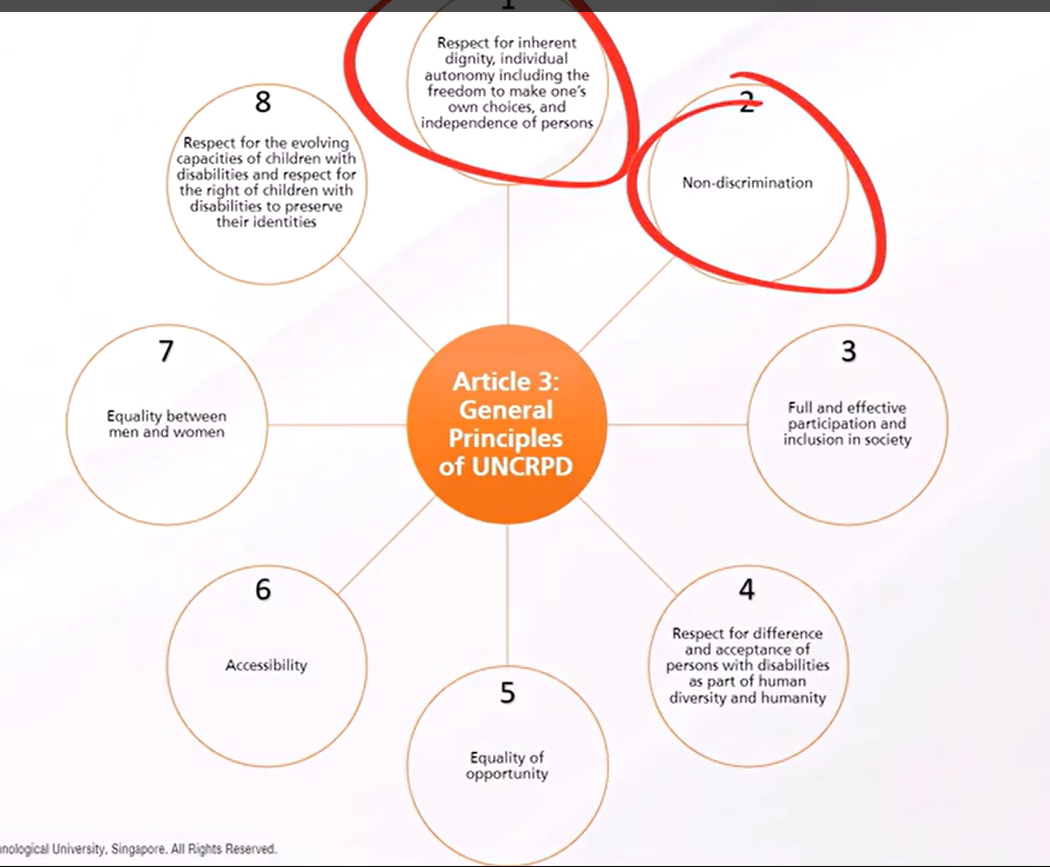 1
Respect for inherent
dignity, individual
autonomy including the
freedom to make one's
own choices, and
independence of persons
2
Non-discrimination
3
Full and effective
participation and
inclusion in society
4
Respect for difference
and acceptance of
persons with disabilities
as part of human
diversity and humanity
5
Equality of
opportunity
6
Accessibility
7
Equality between
men and women
8
Respect for the evolving
capacities of children with
disabilities and respect for
the right of children with
disabilities to preserve
their identities
Article 3:
General
Principles
of UNCRPD
nological University, Singapore. All Rights Reserved.